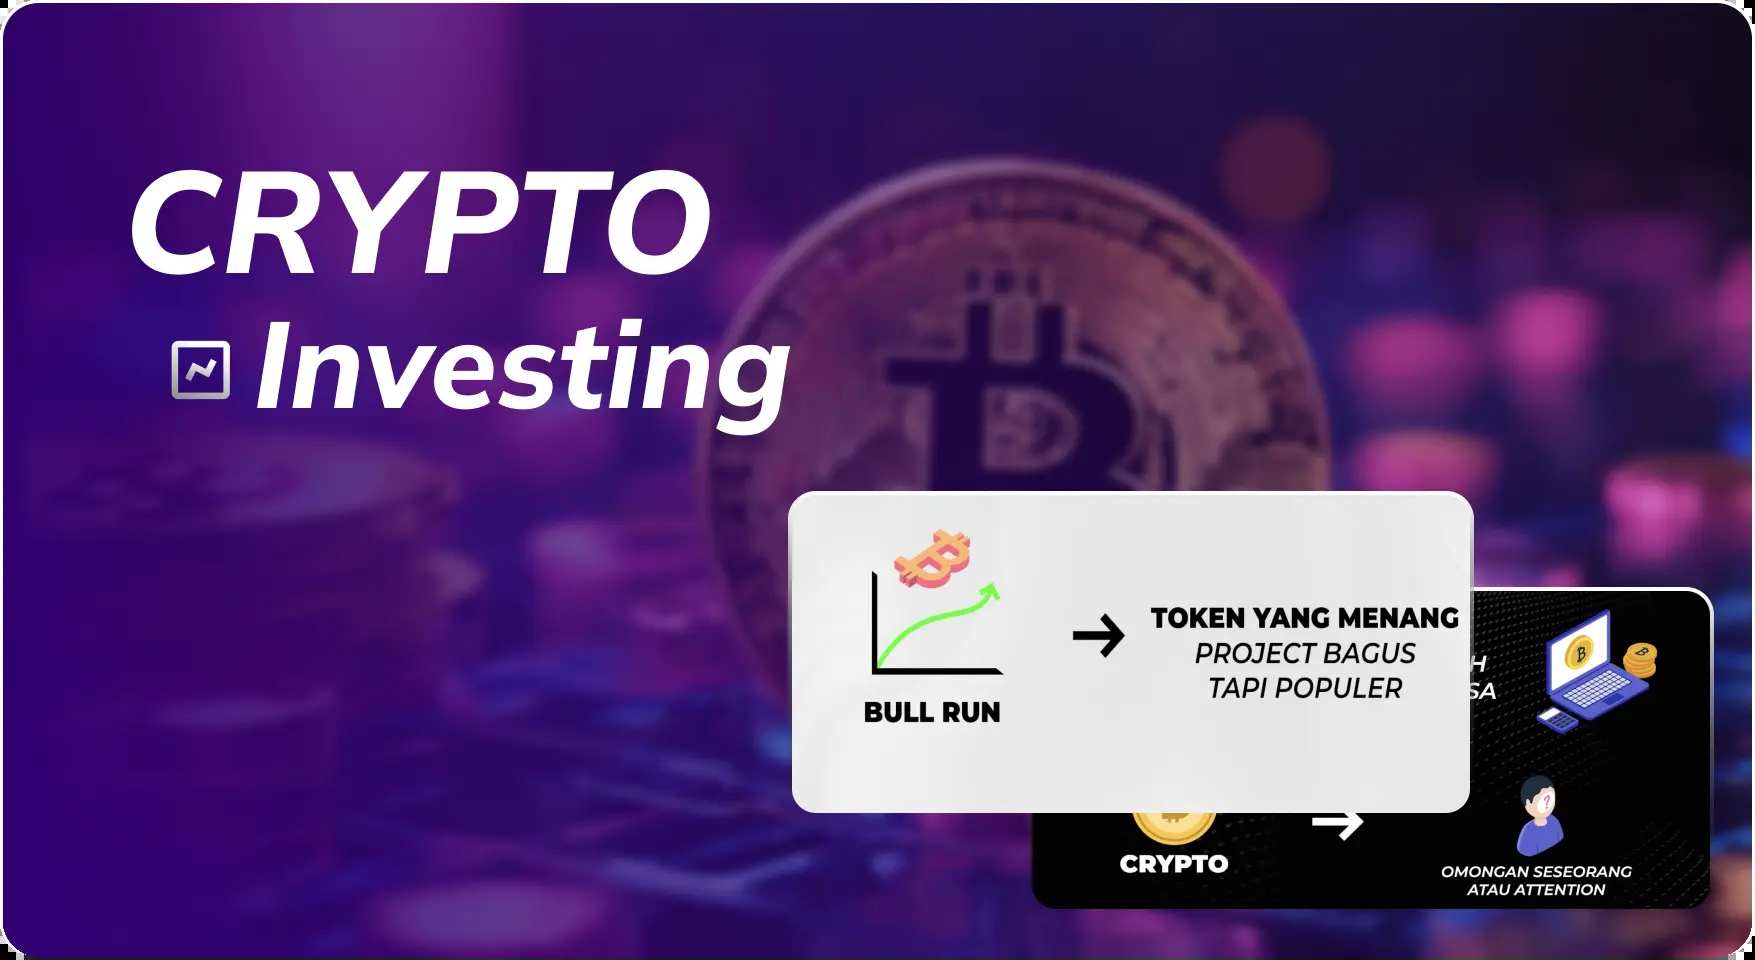 CRYPTO
Investing
BULL RUN
TOKEN YANG MENANG
PROJECT BAGUS
TAPI POPULER
CRYPTO
OMONGAN SESEORANG
ATAU ATTENTION